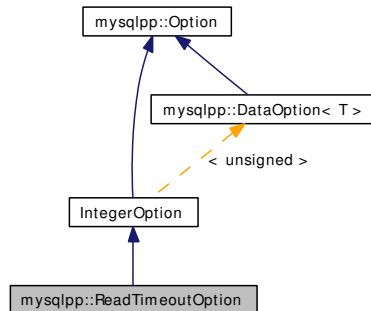 mysqlpp::Option
mysqlpp::DataOption< T >
< unsigned >
IntegerOption
mysqlpp::ReadTimeoutOption